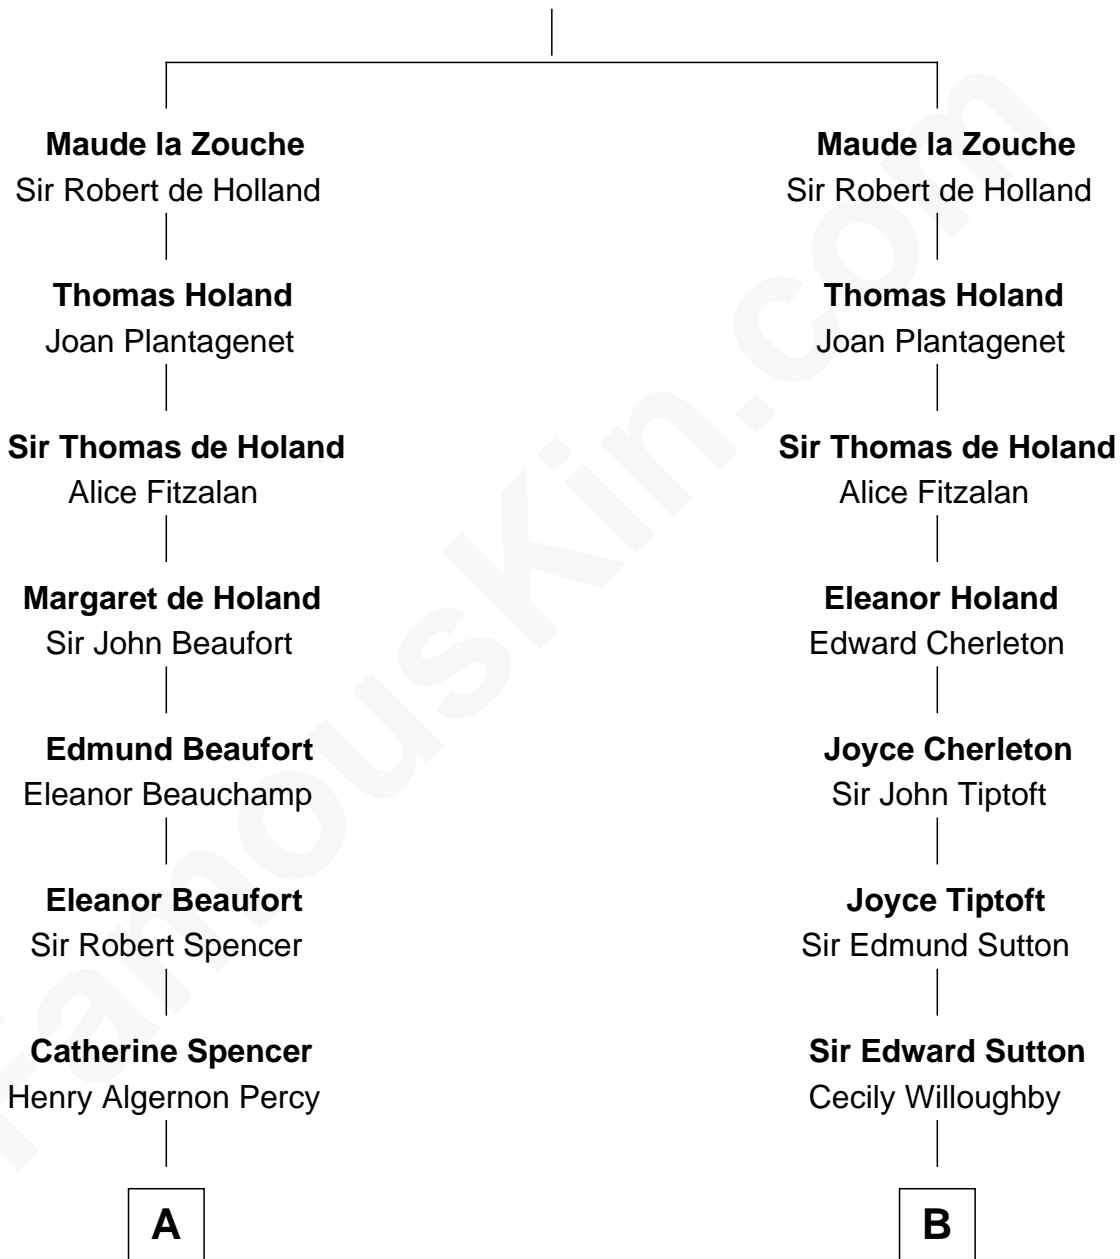 Maude la Zouche
Sir Robert de Holland
Thomas Holand
Joan Plantagenet
Sir Thomas de Holand
Alice Fitzalan
Margaret de Holand
Sir John Beaufort
Edmund Beaufort
Eleanor Beauchamp
Eleanor Beaufort
Sir Robert Spencer
Catherine Spencer
Henry Algernon Percy
A
Maude la Zouche
Sir Robert de Holland
Thomas Holand
Joan Plantagenet
Sir Thomas de Holand
Alice Fitzalan
Eleanor Holand
Edward Cherleton
Joyce Cherleton
Sir John Tiptoft
Joyce Tiptoft
Sir Edmund Sutton
Sir Edward Sutton
Cecily Willoughby
B
FamousKin.com